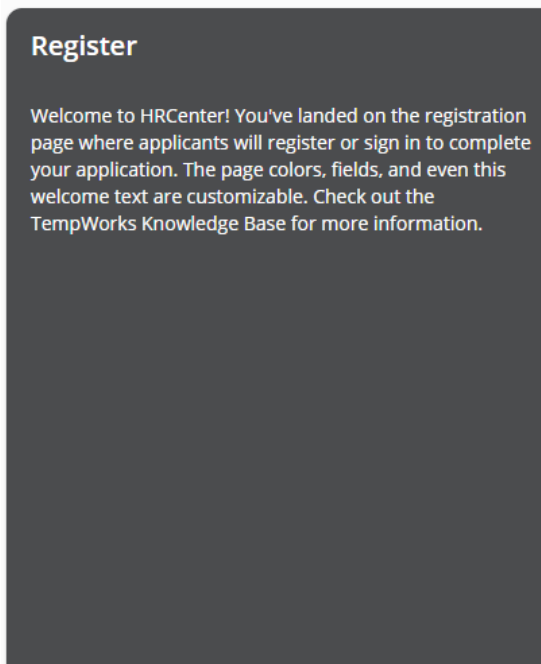 Register
Welcome to HRCenter! You've landed on the registration
page where applicants will register or sign in to complete
your application. The page colors, fields, and even this
welcome text are customizable. Check out the
TempWorks Knowledge Base for more information.